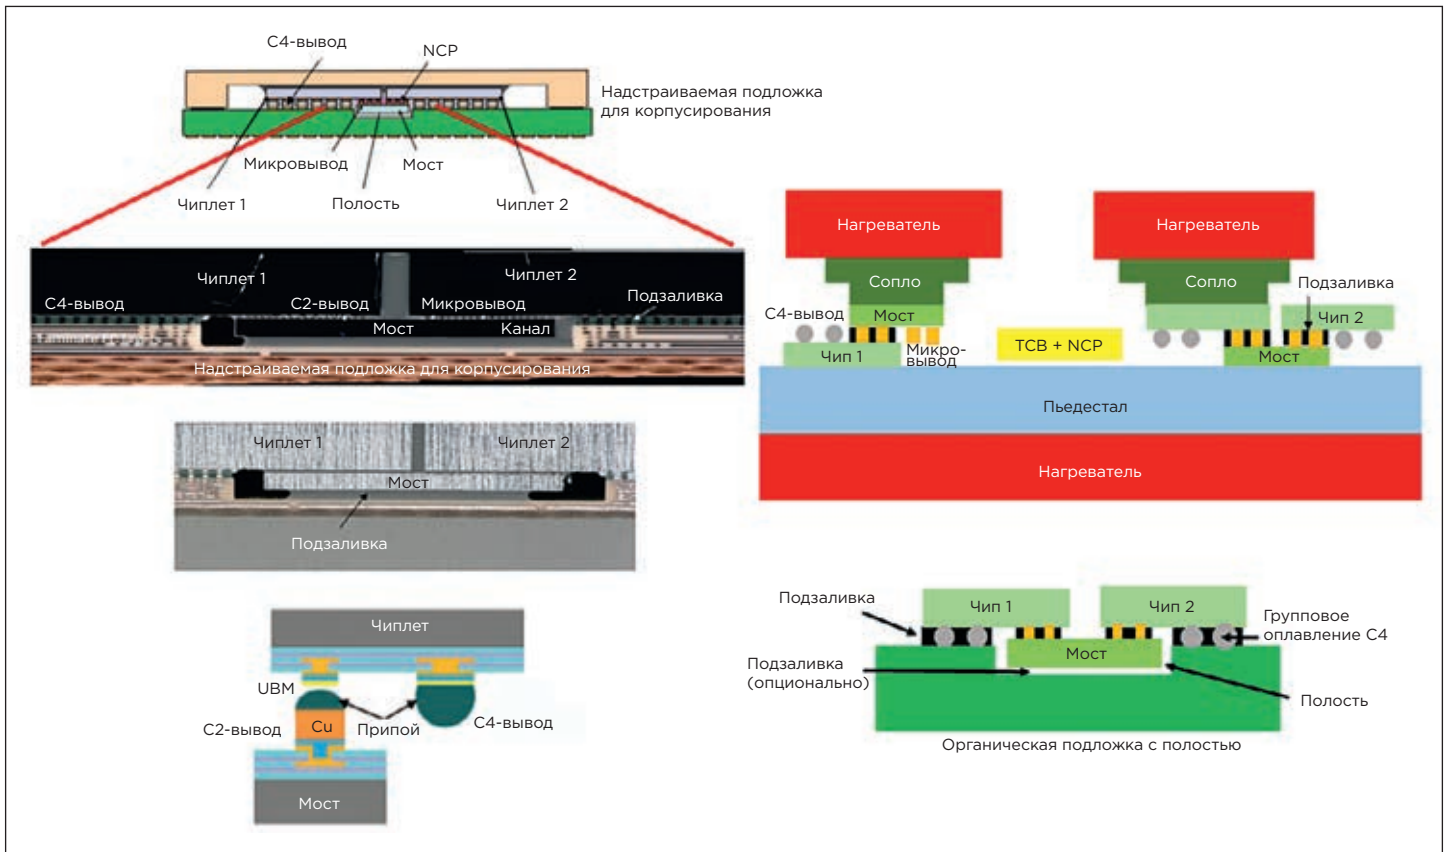 С4-вывод
NCP
Надстраиваемая подложка
для корпусирования
Микровывод
Мост
Чиплет 1
Полость
Чиплет 2
Чиплет 1
Чиплет 2
С4-вывод
С2-вывод
Микровывод
Подзаливка
Мост
Канал
Надстраиваемая подложка для корпусирования
Чиплет 1
Чиплет 2
Мост
Подзаливка
Чиплет
UBM
С2-вывод
Cu
Припой
С4-вывод
Мост
Нагреватель
Нагреватель
Сопло
Сопло
Подзаливка
С4-вывод
Мост
Чип 2
Чип 1
Микро-
вывод
TCB + NCP
Мост
Пьедестал
Нагреватель
Подзаливка
Чип 1
Чип 2
Групповое
оплавление С4
Мост
Подзаливка
(опционально)
Полость
Органическая подложка с полостью